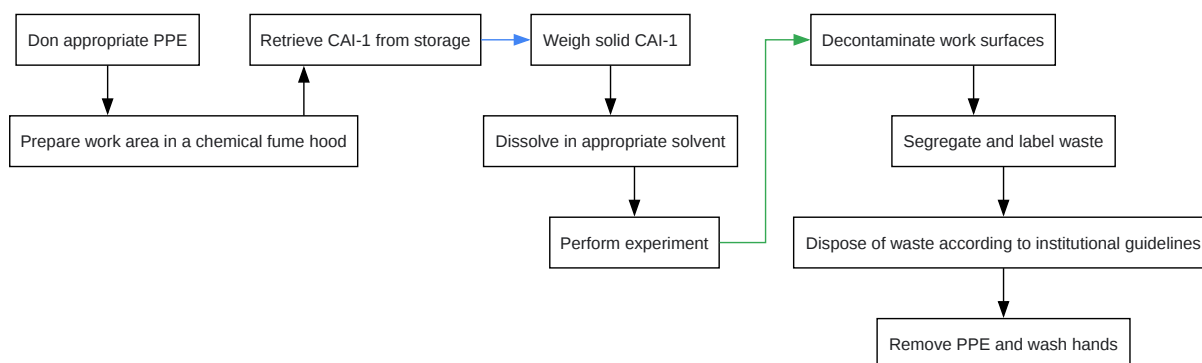 Don appropriate PPE
Prepare work area in a chemical fume hood
Retrieve CAI-1 from storage
Weigh solid CAI-1
Dissolve in appropriate solvent
Perform experiment
Decontaminate work surfaces
Segregate and label waste
Dispose of waste according to institutional guidelines
Remove PPE and wash hands